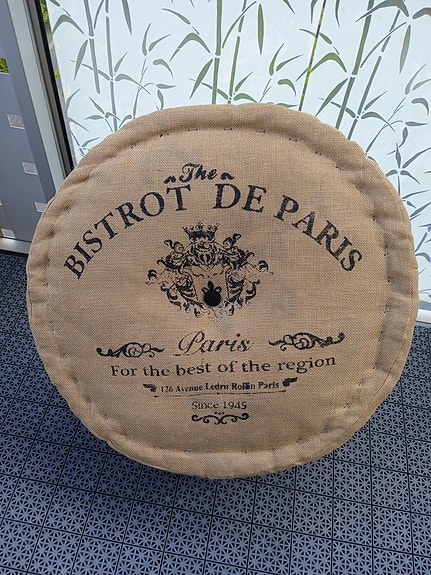 The
BISTROT DE PARIS
Paris
For the best of the region
126 Avenue Ledru Rollin Paris
Since 1945